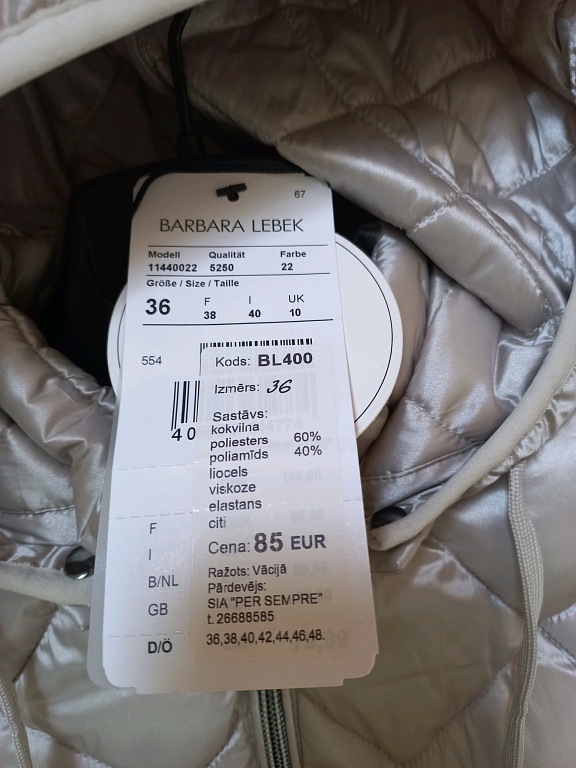 67
BARBARA LEBEK
Modell Qualität Farbe
11440022 5250 22
Größe / Size / Taille
36 F I UK
38 40 10
554
Kods: BL400
Izmērs: 36
40
Sastāvs:
kokvilna
poliesters 60%
poliamīds 40%
liocels
viskoze
elastans
citi
F
Cena: 85 EUR
I
Ražots: Vācijā
B/NL
Pārdevējs:
GB
SIA "PER SEMPRE"
t. 26688585
D/Ö
36,38,40,42,44,46,48.